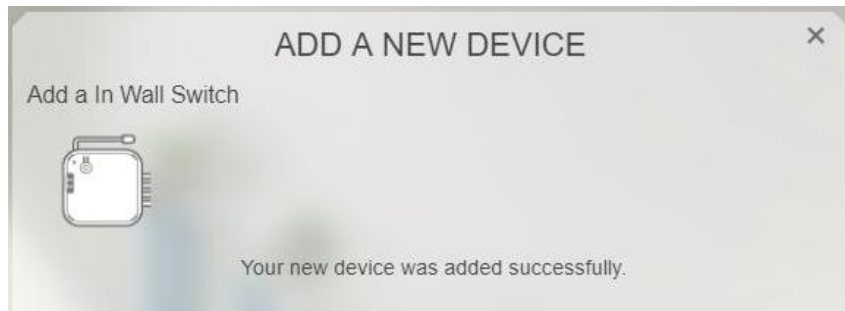 ADD A NEW DEVICE
Add a In Wall Switch
Your new device was added successfully.